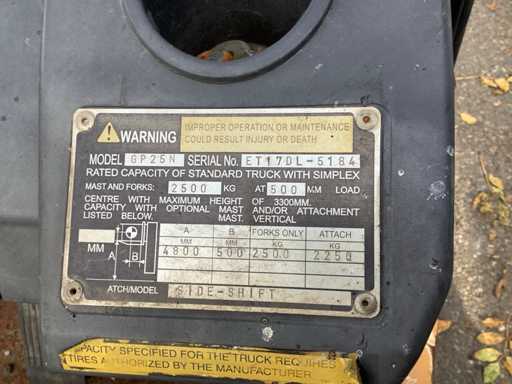 WARNING
IMPROPER OPERATION OR MAINTENANCE
COULD RESULT INJURY OR DEATH
MODEL GP25N SERIAL No. ET17DL-5184
RATED CAPACITY OF STANDARD TRUCK WITH SIMPLEX
MAST AND FORKS: 2500 KG AT 500 MM LOAD
CENTRE WITH MAXIMUM HEIGHT OF 3300MM.
CAPACITY WITH OPTIONAL MAST AND/OR ATTACHMENT
LISTED BELOW. MAST VERTICAL
A B FORKS ONLY ATTACH
MM MM KG KG
4800 500 2500 2250
MM
A
B
ATCH/MODEL SIDE-SHIFT
CAPACITY SPECIFIED FOR THE TRUCK REQUIRES
TIRES AUTHORIZED BY THE MANUFACTURER